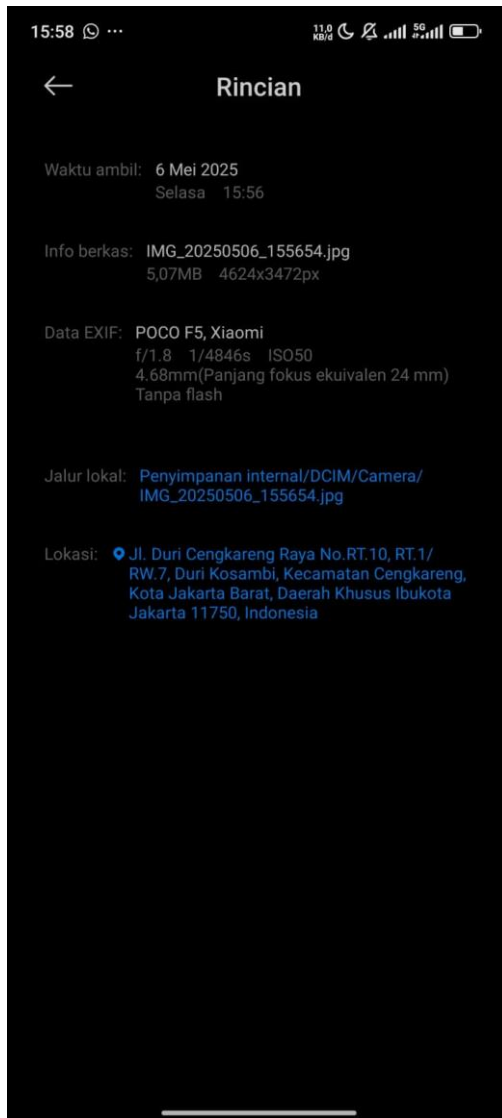 15:58 ...
11,0 KB/d 5G
Rincian
Waktu ambil: 6 Mei 2025
Selasa 15:56
Info berkas: IMG_20250506_155654.jpg
5,07MB 4624x3472px
Data EXIF: POCO F5, Xiaomi
f/1.8 1/4846s ISO50
4.68mm(Panjang fokus ekuivalen 24 mm)
Tanpa flash
Jalur lokal: Penyimpanan internal/DCIM/Camera/
IMG_20250506_155654.jpg
Lokasi: Jl. Duri Cengkareng Raya No.RT.10, RT.1/
RW.7, Duri Kosambi, Kecamatan Cengkareng,
Kota Jakarta Barat, Daerah Khusus Ibukota
Jakarta 11750, Indonesia